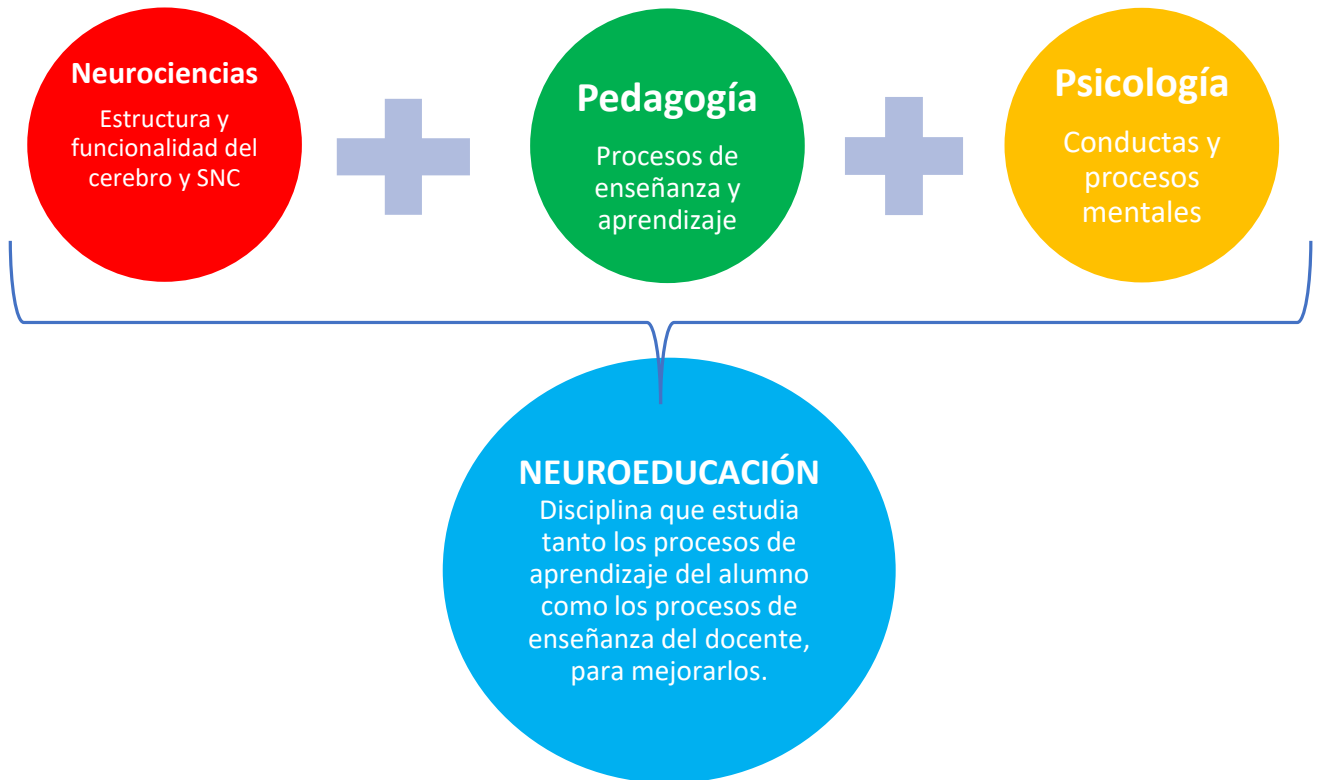 Neurociencias
Estructura y
funcionalidad del
cerebro y SNC
Pedagogía
Procesos de
enseñanza y
aprendizaje
Psicología
Conductas y
procesos
mentales
NEUROEDUCACIÓN
Disciplina que estudia
tanto los procesos de
aprendizaje del alumno
como los procesos de
enseñanza del docente,
para mejorarlos.